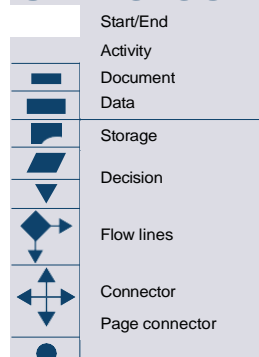 Start/End
Activity
Document
Data
Storage
Decision
Flow lines
Connector
Page connector